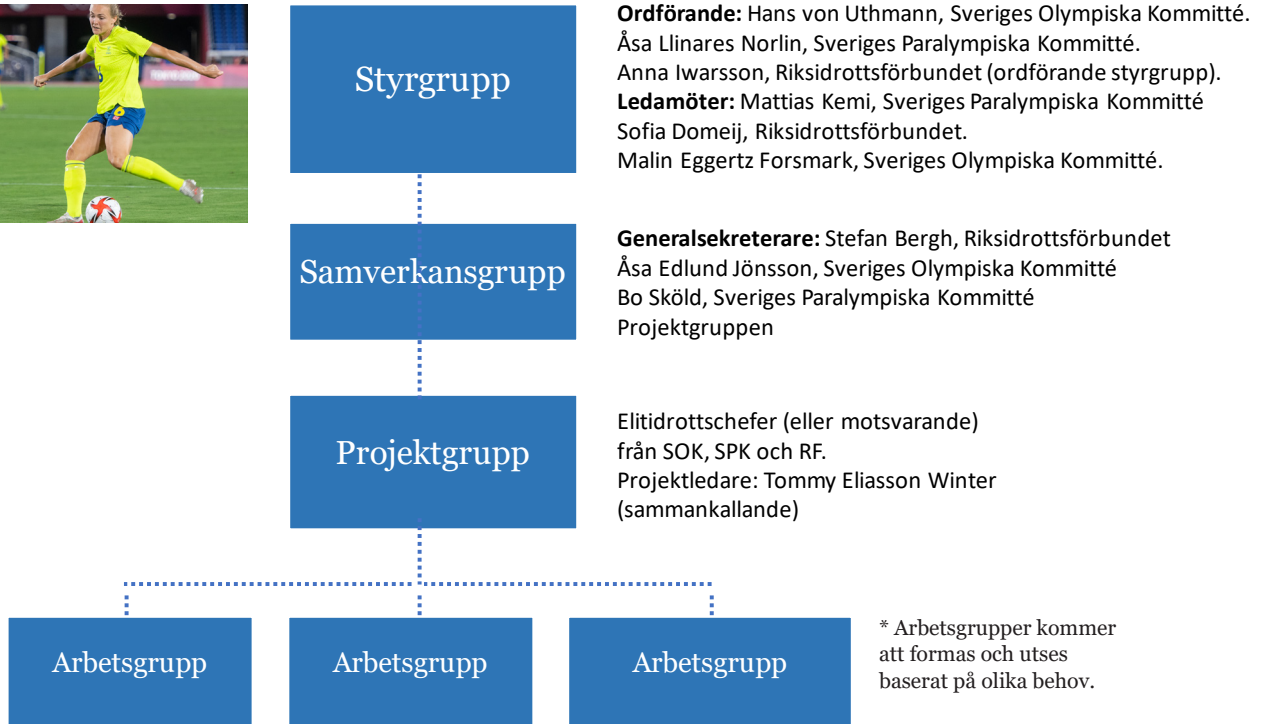 Styrgrupp
Ordförande: Hans von Uthmann, Sveriges Olympiska Kommitté.
Åsa Llinares Norlin, Sveriges Paralympiska Kommitté.
Anna Iwarsson, Riksidrottsförbundet (ordförande styrgrupp).
Ledamöter: Mattias Kemi, Sveriges Paralympiska Kommitté
Sofia Domeij, Riksidrottsförbundet.
Malin Eggertz Forsmark, Sveriges Olympiska Kommitté.
Samverkansgrupp
Generalsekreterare: Stefan Bergh, Riksidrottsförbundet
Åsa Edlund Jönsson, Sveriges Olympiska Kommitté
Bo Sköld, Sveriges Paralympiska Kommitté
Projektgruppen
Projektgrupp
Elitidrottschefer (eller motsvarande)
från SOK, SPK och RF.
Projektledare: Tommy Eliasson Winter
(sammankallande)
Arbetsgrupp
Arbetsgrupp
Arbetsgrupp
* Arbetsgrupper kommer
att formas och utses
baserat på olika behov.